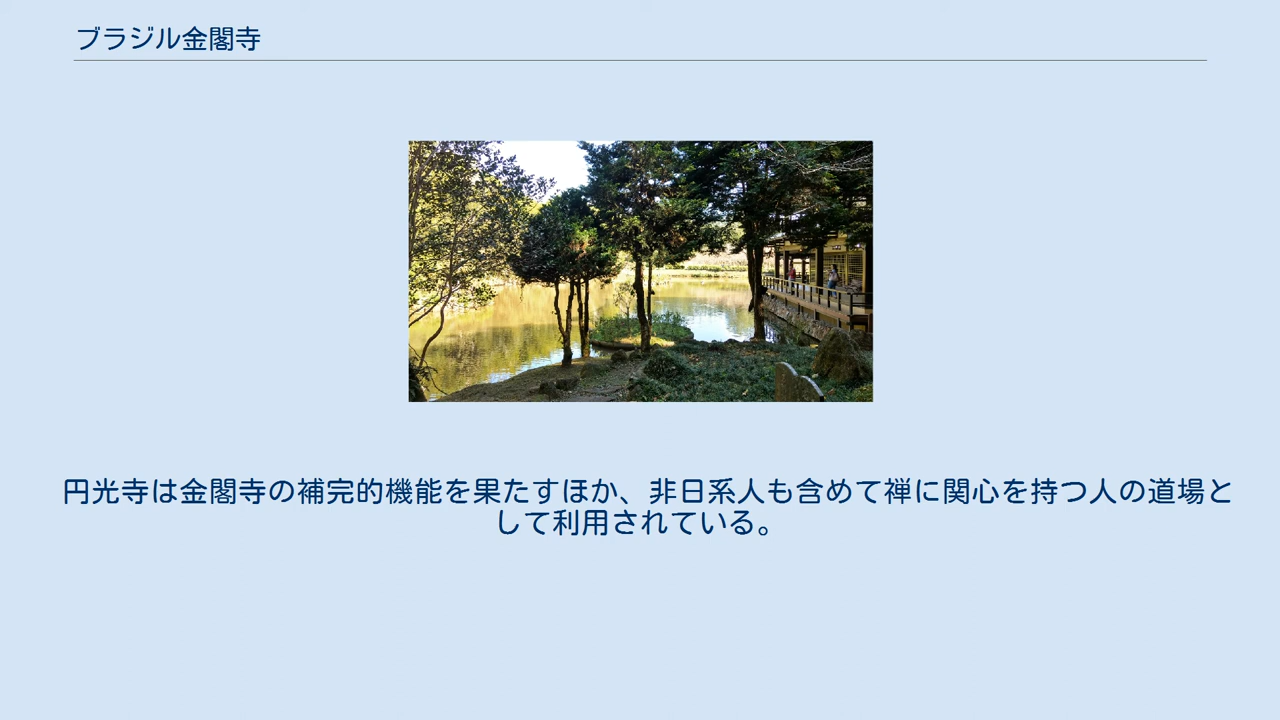 ブラジル金閣寺
円光寺は金閣寺の補完的機能を果たすほか、非日系人も含めて禅に関心を持つ人の道場と
して利用されている。